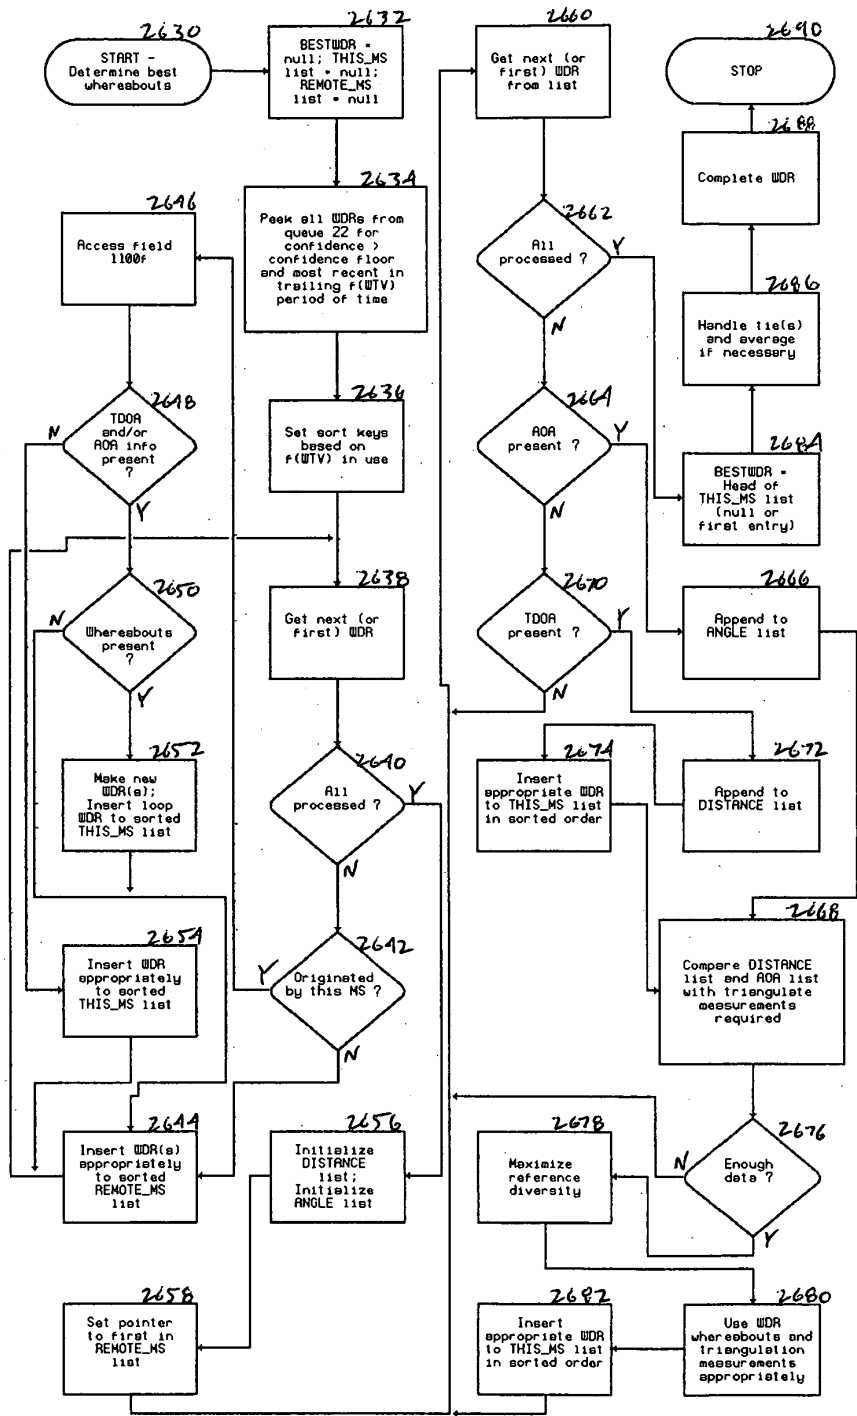 2630
START -
Determine best
whereabouts
2632
BESTWDR =
null; THIS_MS
list = null;
REMOTE_MS
list = null
2634
Peek all WDRs from
queue 22 for
confidence >
confidence floor
and most recent in
trailing f(WTV)
period of time
2636
Set sort keys
based on
f(WTV) in use
2638
Get next (or
first) WDR
2640
All
processed ?
Y
N
2642
Originated
by this MS ?
Y
N
2646
Access field
1100f
2648
TDOA
and/or
AOA info
present
?
N
Y
2650
Whereabouts
present
?
N
Y
2652
Make new
WDR(s);
Insert loop
WDR to sorted
THIS_MS list
2654
Insert WDR
appropriately
to sorted
THIS_MS list
2644
Insert WDR(s)
appropriately
to sorted
REMOTE_MS
list
2656
Initialize
DISTANCE
list;
Initialize
ANGLE list
2658
Set pointer
to first in
REMOTE_MS
list
2660
Get next (or
first) WDR
from list
2662
All
processed ?
Y
N
2664
AOA
present ?
Y
N
2670
TDOA
present ?
Y
N
2674
Insert
appropriate WDR
to THIS_MS list
in sorted order
2672
Append to
DISTANCE list
2666
Append to
ANGLE list
2668
Compare DISTANCE
list and AOA list
with triangulate
measurements
required
2676
Enough
data ?
N
Y
2678
Maximize
reference
diversity
2680
Use WDR
whereabouts and
triangulation
measurements
appropriately
2682
Insert
appropriate WDR
to THIS_MS list
in sorted order
2684
BESTWDR =
Head of
THIS_MS list
(null or
first entry)
2686
Handle tie(s)
and average
if necessary
2688
Complete WDR
2690
STOP